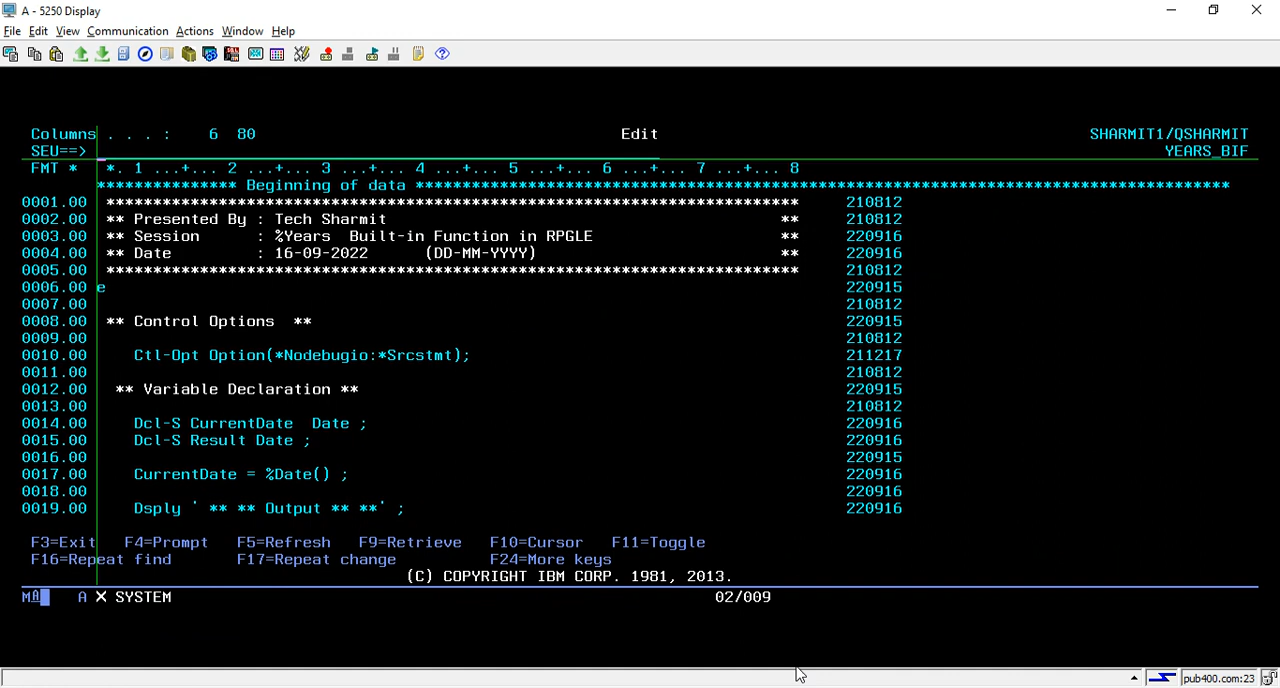 A - 5250 Display
File Edit View Communication Actions Window Help
Columns . . . : 6 80 Edit SHARMIT1/QSHARMIT
SEU==> YEARS_BIF
FMT * *. 1 ...+... 2 ...+... 3 ...+... 4 ...+... 5 ...+... 6 ...+... 7 ...+... 8
*************** Beginning of data ***************************************************************************************
0001.00 ************************************************************************** 210812
0002.00 ** Presented By : Tech Sharmit ** 210812
0003.00 ** Session : %Years Built-in Function in RPGLE ** 220916
0004.00 ** Date : 16-09-2022 (DD-MM-YYYY) ** 220916
0005.00 ************************************************************************** 210812
0006.00 e 220915
0007.00 210812
0008.00 ** Control Options ** 220915
0009.00 210812
0010.00 Ctl-Opt Option(*Nodebugio:*Srcstmt); 211217
0011.00 210812
0012.00 ** Variable Declaration ** 220915
0013.00 210812
0014.00 Dcl-S CurrentDate Date ; 220916
0015.00 Dcl-S Result Date ; 220916
0016.00 220915
0017.00 CurrentDate = %Date() ; 220916
0018.00 220916
0019.00 Dsply ' ** ** Output ** **' ; 220916
F3=Exit F4=Prompt F5=Refresh F9=Retrieve F10=Cursor F11=Toggle
F16=Repeat find F17=Repeat change F24=More keys
(C) COPYRIGHT IBM CORP. 1981, 2013.
MA A X SYSTEM 02/009
pub400.com:23